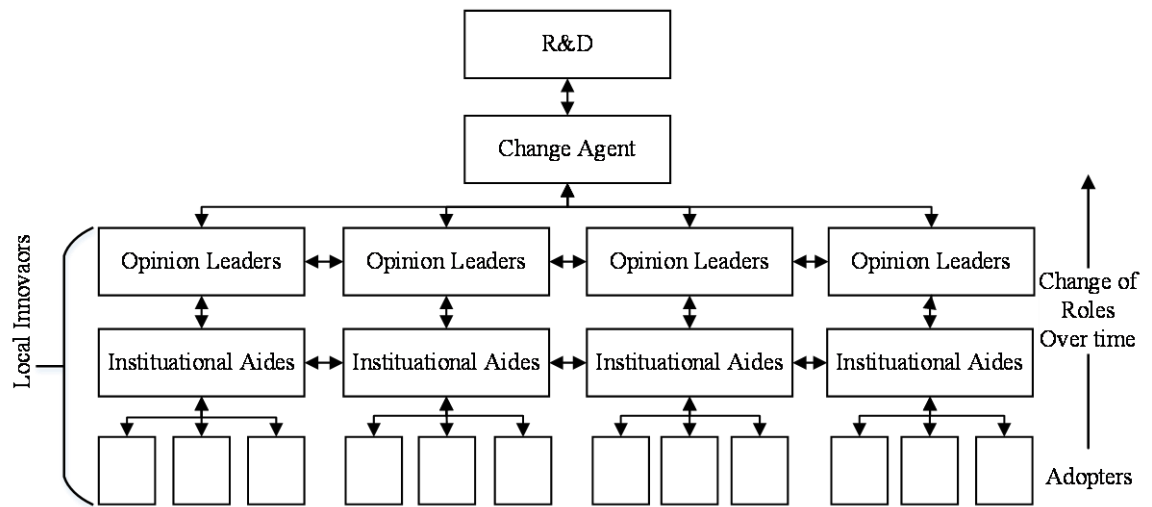 R&D
Change Agent
Opinion Leaders
Opinion Leaders
Opinion Leaders
Opinion Leaders
Instituational Aides
Instituational Aides
Instituational Aides
Instituational Aides
Local Innovaors
Change of
Roles
Over time
Adopters